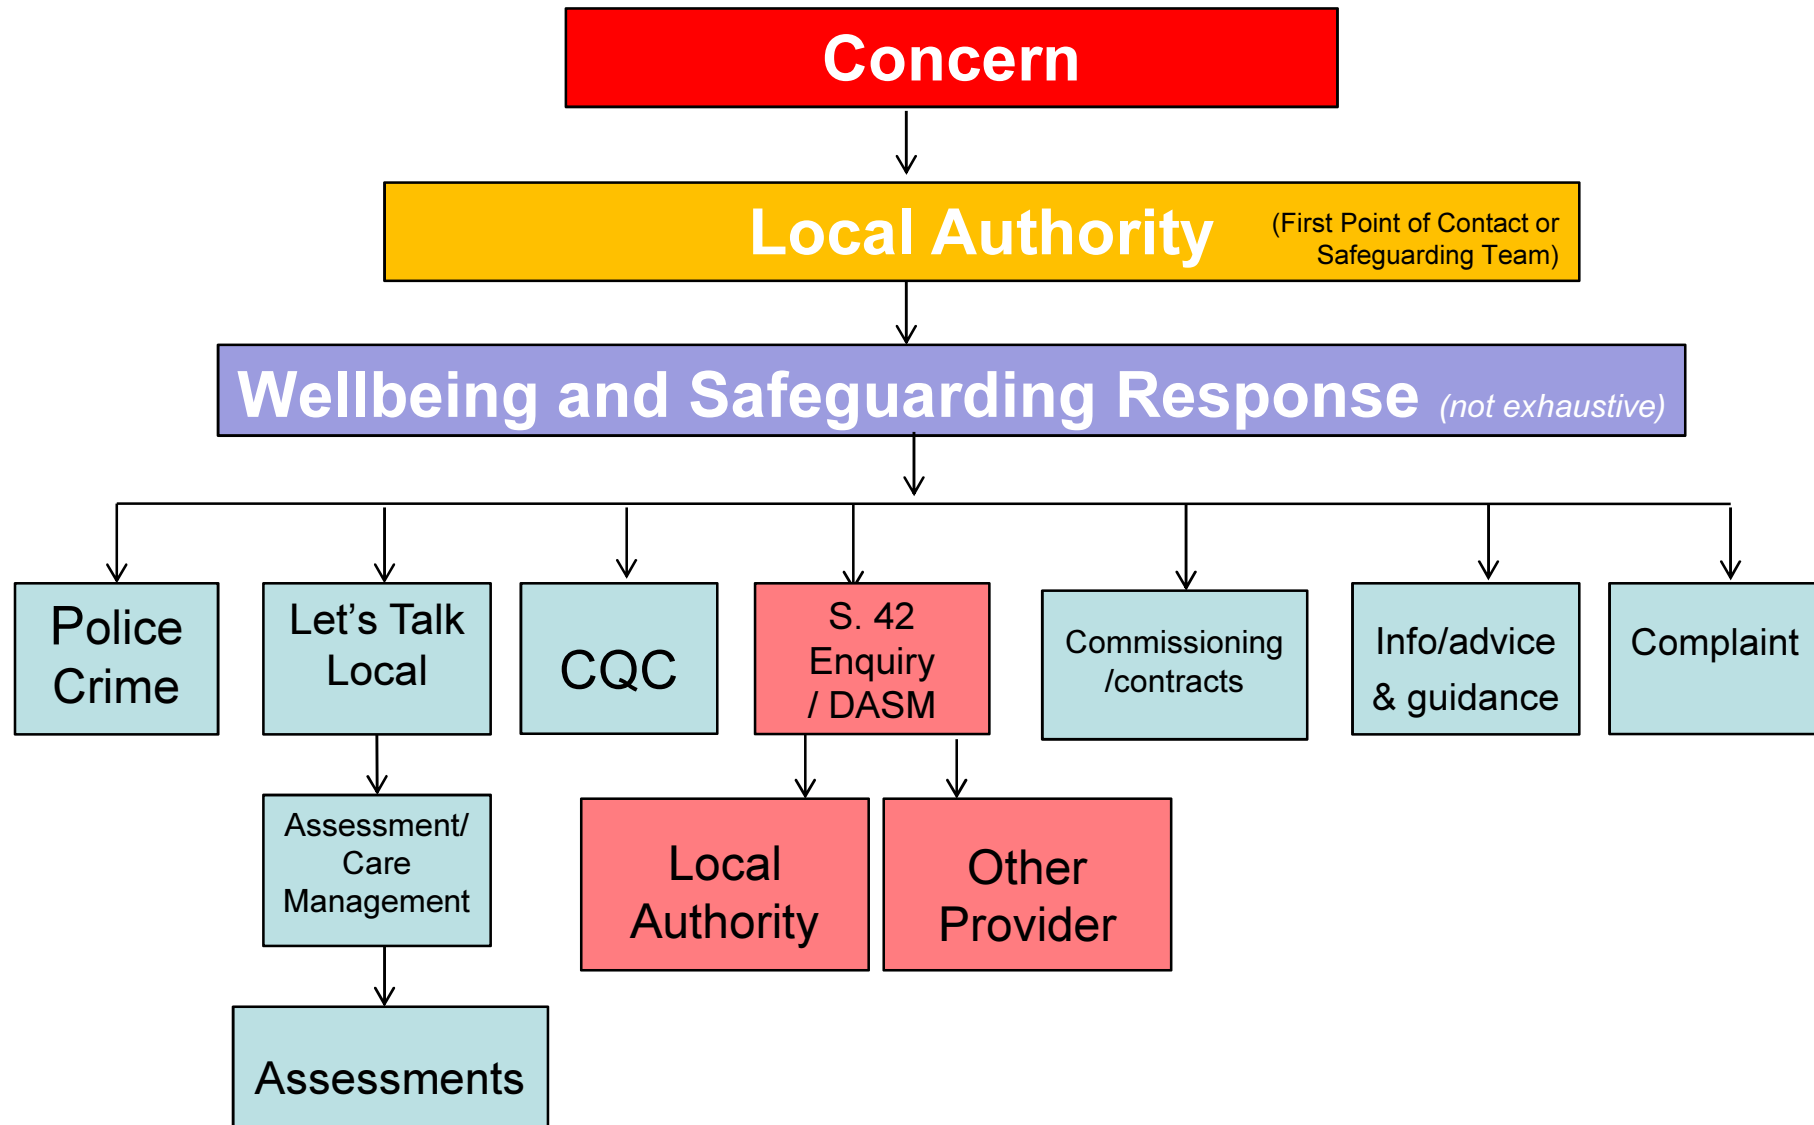 Concern
Local Authority
(First Point of Contact or
Safeguarding Team)
Wellbeing and Safeguarding Response (not exhaustive)
Police
Crime
Let’s Talk
Local
CQC
S. 42
Enquiry
/ DASM
Commissioning
/contracts
Info/advice
& guidance
Complaint
Assessment/
Care
Management
Local
Authority
Other
Provider
Assessments